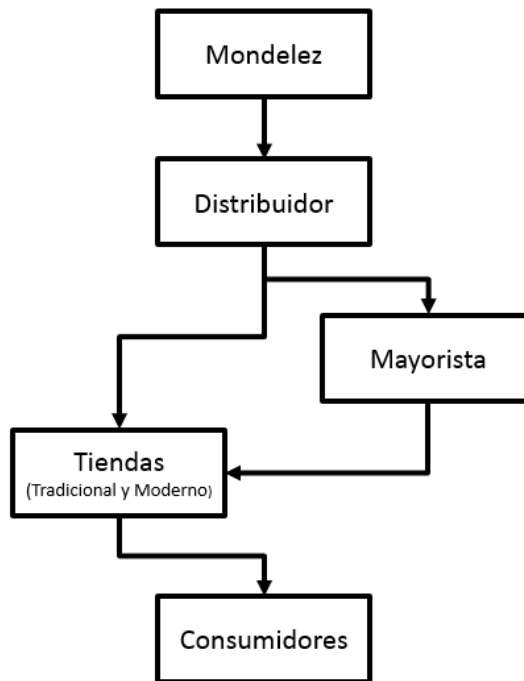 Mondelez
Distribuidor
Mayorista
Tiendas
(Tradicional y Moderno)
Consumidores